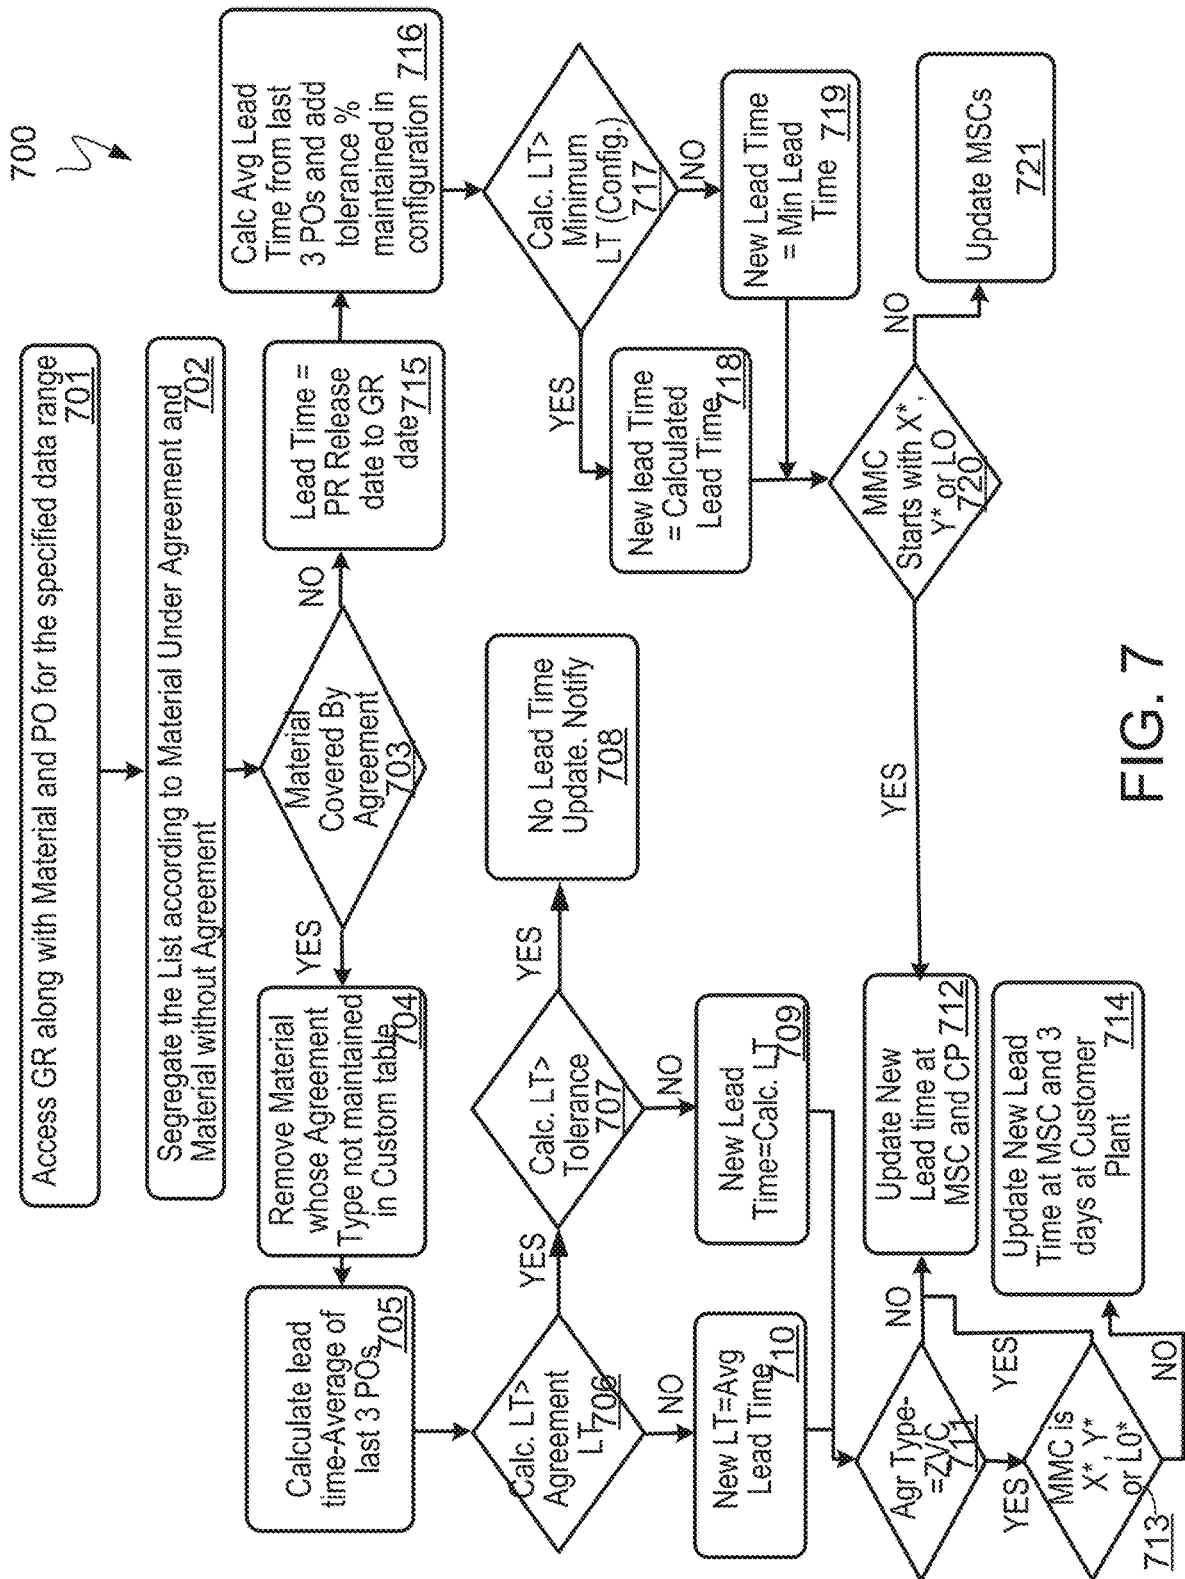 700
Access GR along with Material and PO for the specified data range
701
Segregate the List according to Material Under Agreement and
Material without Agreement
702
Material
Covered By
Agreement
703
YES
NO
Remove Material
whose Agreement
Type not maintained
in Custom table
704
Calculate lead
time-Average of
last 3 POs
705
Calc. LT>
Agreement
LT
706
YES
NO
Calc. LT>
Tolerance
707
YES
NO
No Lead Time
Update. Notify
708
New Lead
Time=Calc. LT
709
New LT=Avg
Lead Time
710
Agr Type-
=ZVC
711
NO
YES
Update New
Lead time at
MSC and CP
712
MMC is
X*, Y*
or L0*
713
YES
NO
Update New Lead
Time at MSC and 3
days at Customer
Plant
714
Lead Time =
PR Release
date to GR
date
715
Calc Avg Lead
Time from last
3 POs and add
tolerance %
maintained in
configuration
716
Calc. LT>
Minimum
LT (Config.)
717
YES
NO
New lead Time
= Calculated
Lead Time
718
New Lead Time
= Min Lead
Time
719
MMC
Starts with X*,
Y* or LO
720
YES
NO
Update MSCs
721
FIG. 7